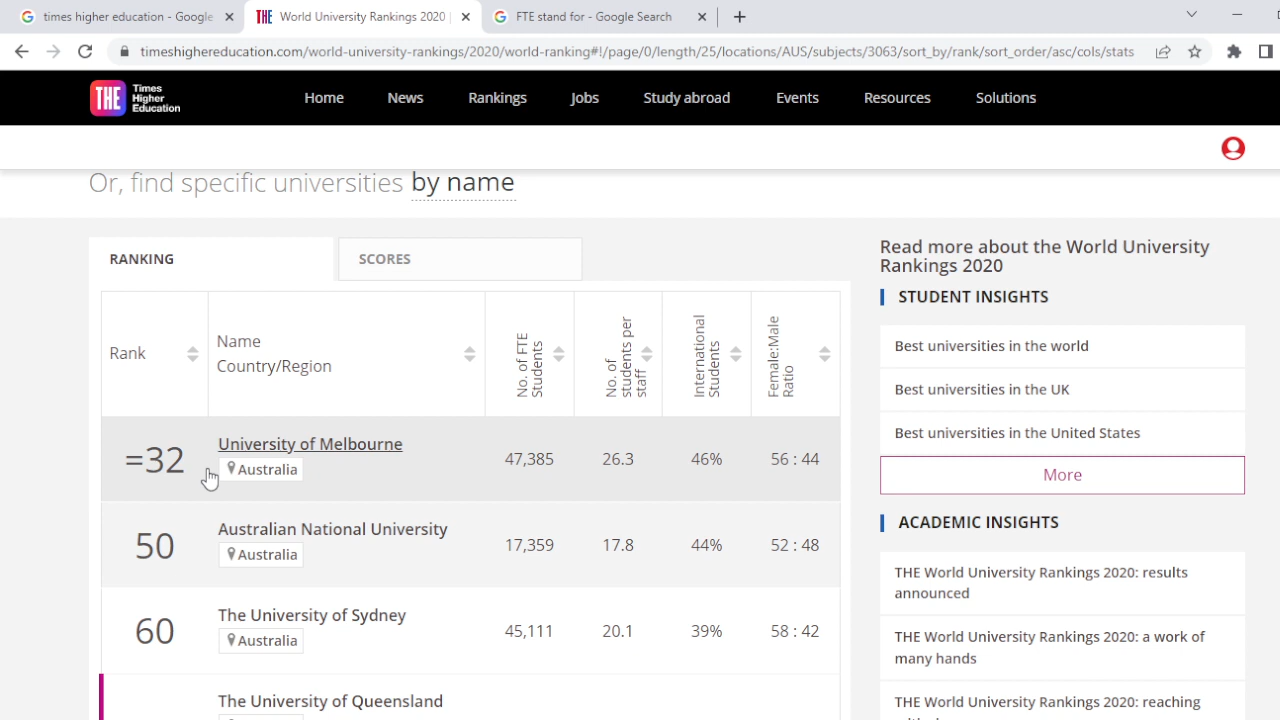 times higher education - Google
World University Rankings 2020 |
FTE stand for - Google Search
timeshighereducation.com/world-university-rankings/2020/world-ranking#!/page/0/length/25/locations/AUS/subjects/3063/sort_by/rank/sort_order/asc/cols/stats
THE Times Higher Education
Home News Rankings Jobs Study abroad Events Resources Solutions
Or, find specific universities by name
RANKING SCORES
Rank
Name
Country/Region
No. of FTE Students
No. of students per staff
International Students
Female:Male Ratio
=32 University of Melbourne 47,385 26.3 46% 56 : 44
Australia
50 Australian National University 17,359 17.8 44% 52 : 48
Australia
60 The University of Sydney 45,111 20.1 39% 58 : 42
Australia
The University of Queensland
Read more about the World University
Rankings 2020
STUDENT INSIGHTS
Best universities in the world
Best universities in the UK
Best universities in the United States
More
ACADEMIC INSIGHTS
THE World University Rankings 2020: results
announced
THE World University Rankings 2020: a work of
many hands
THE World University Rankings 2020: reaching